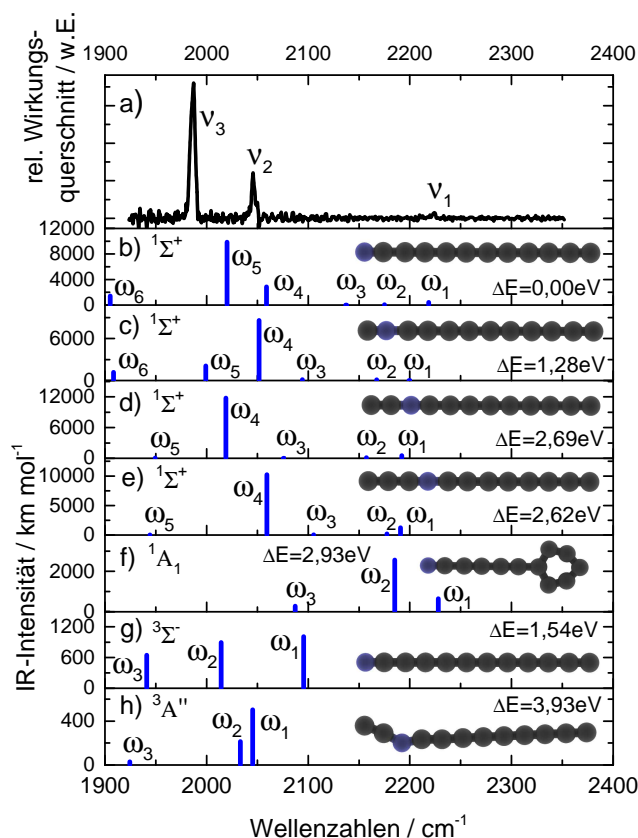 1900 2000 2100 2200 2300 2400
rel. Wirkungs-
querschnitt / w.E.
a)
ν3
ν2
ν1
12000
8000
4000
0
b) ¹Σ⁺
ω6
ω5
ω4
ω3
ω2
ω1
ΔE=0,00eV
6000
0
c) ¹Σ⁺
ω6
ω5
ω4
ω3
ω2
ω1
ΔE=1,28eV
12000
6000
0
d) ¹Σ⁺
ω5
ω4
ω3
ω2
ω1
ΔE=2,69eV
10000
5000
0
e) ¹Σ⁺
ω5
ω4
ω3
ω2
ω1
ΔE=2,62eV
2000
0
f) ¹A₁
ΔE=2,93eV
ω3
ω2
ω1
1200
600
0
g) ³Σ⁻
ω3
ω2
ω1
ΔE=1,54eV
400
0
h) ³A''
ω3
ω2
ω1
ΔE=3,93eV
IR-Intensität / km mol⁻¹
1900 2000 2100 2200 2300 2400
Wellenzahlen / cm⁻¹